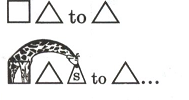 □△ to △
△s to △...